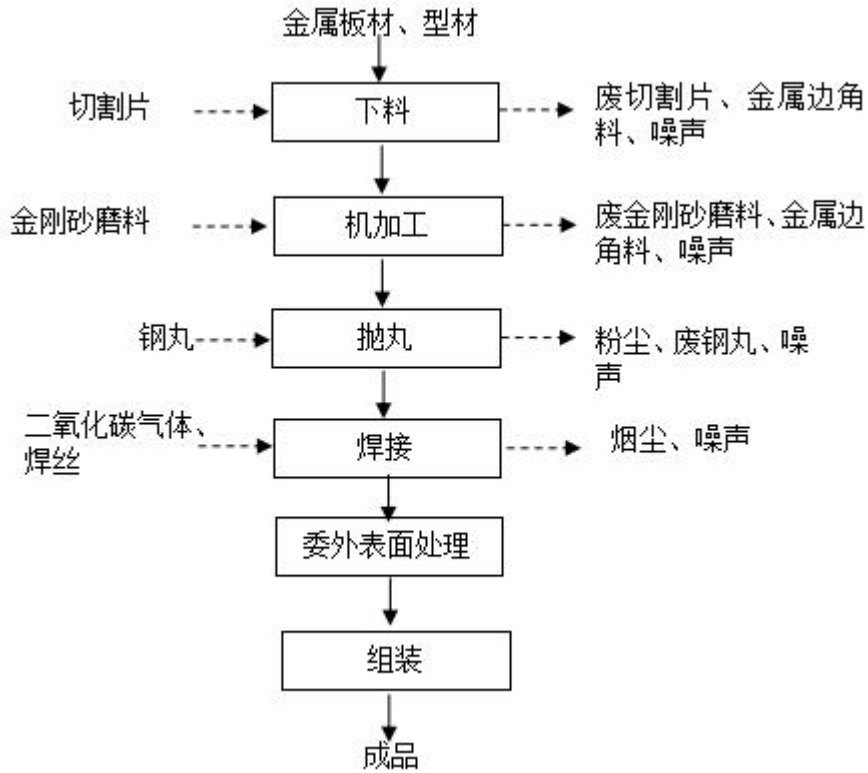 金属板材、型材
切割片
下料
废切割片、金属边角
料、噪声
金刚砂磨料
机加工
废金刚砂磨料、金属边
角料、噪声
钢丸
抛丸
粉尘、废钢丸、噪
声
二氧化碳气体、
焊丝
焊接
烟尘、噪声
委外表面处理
组装
成品